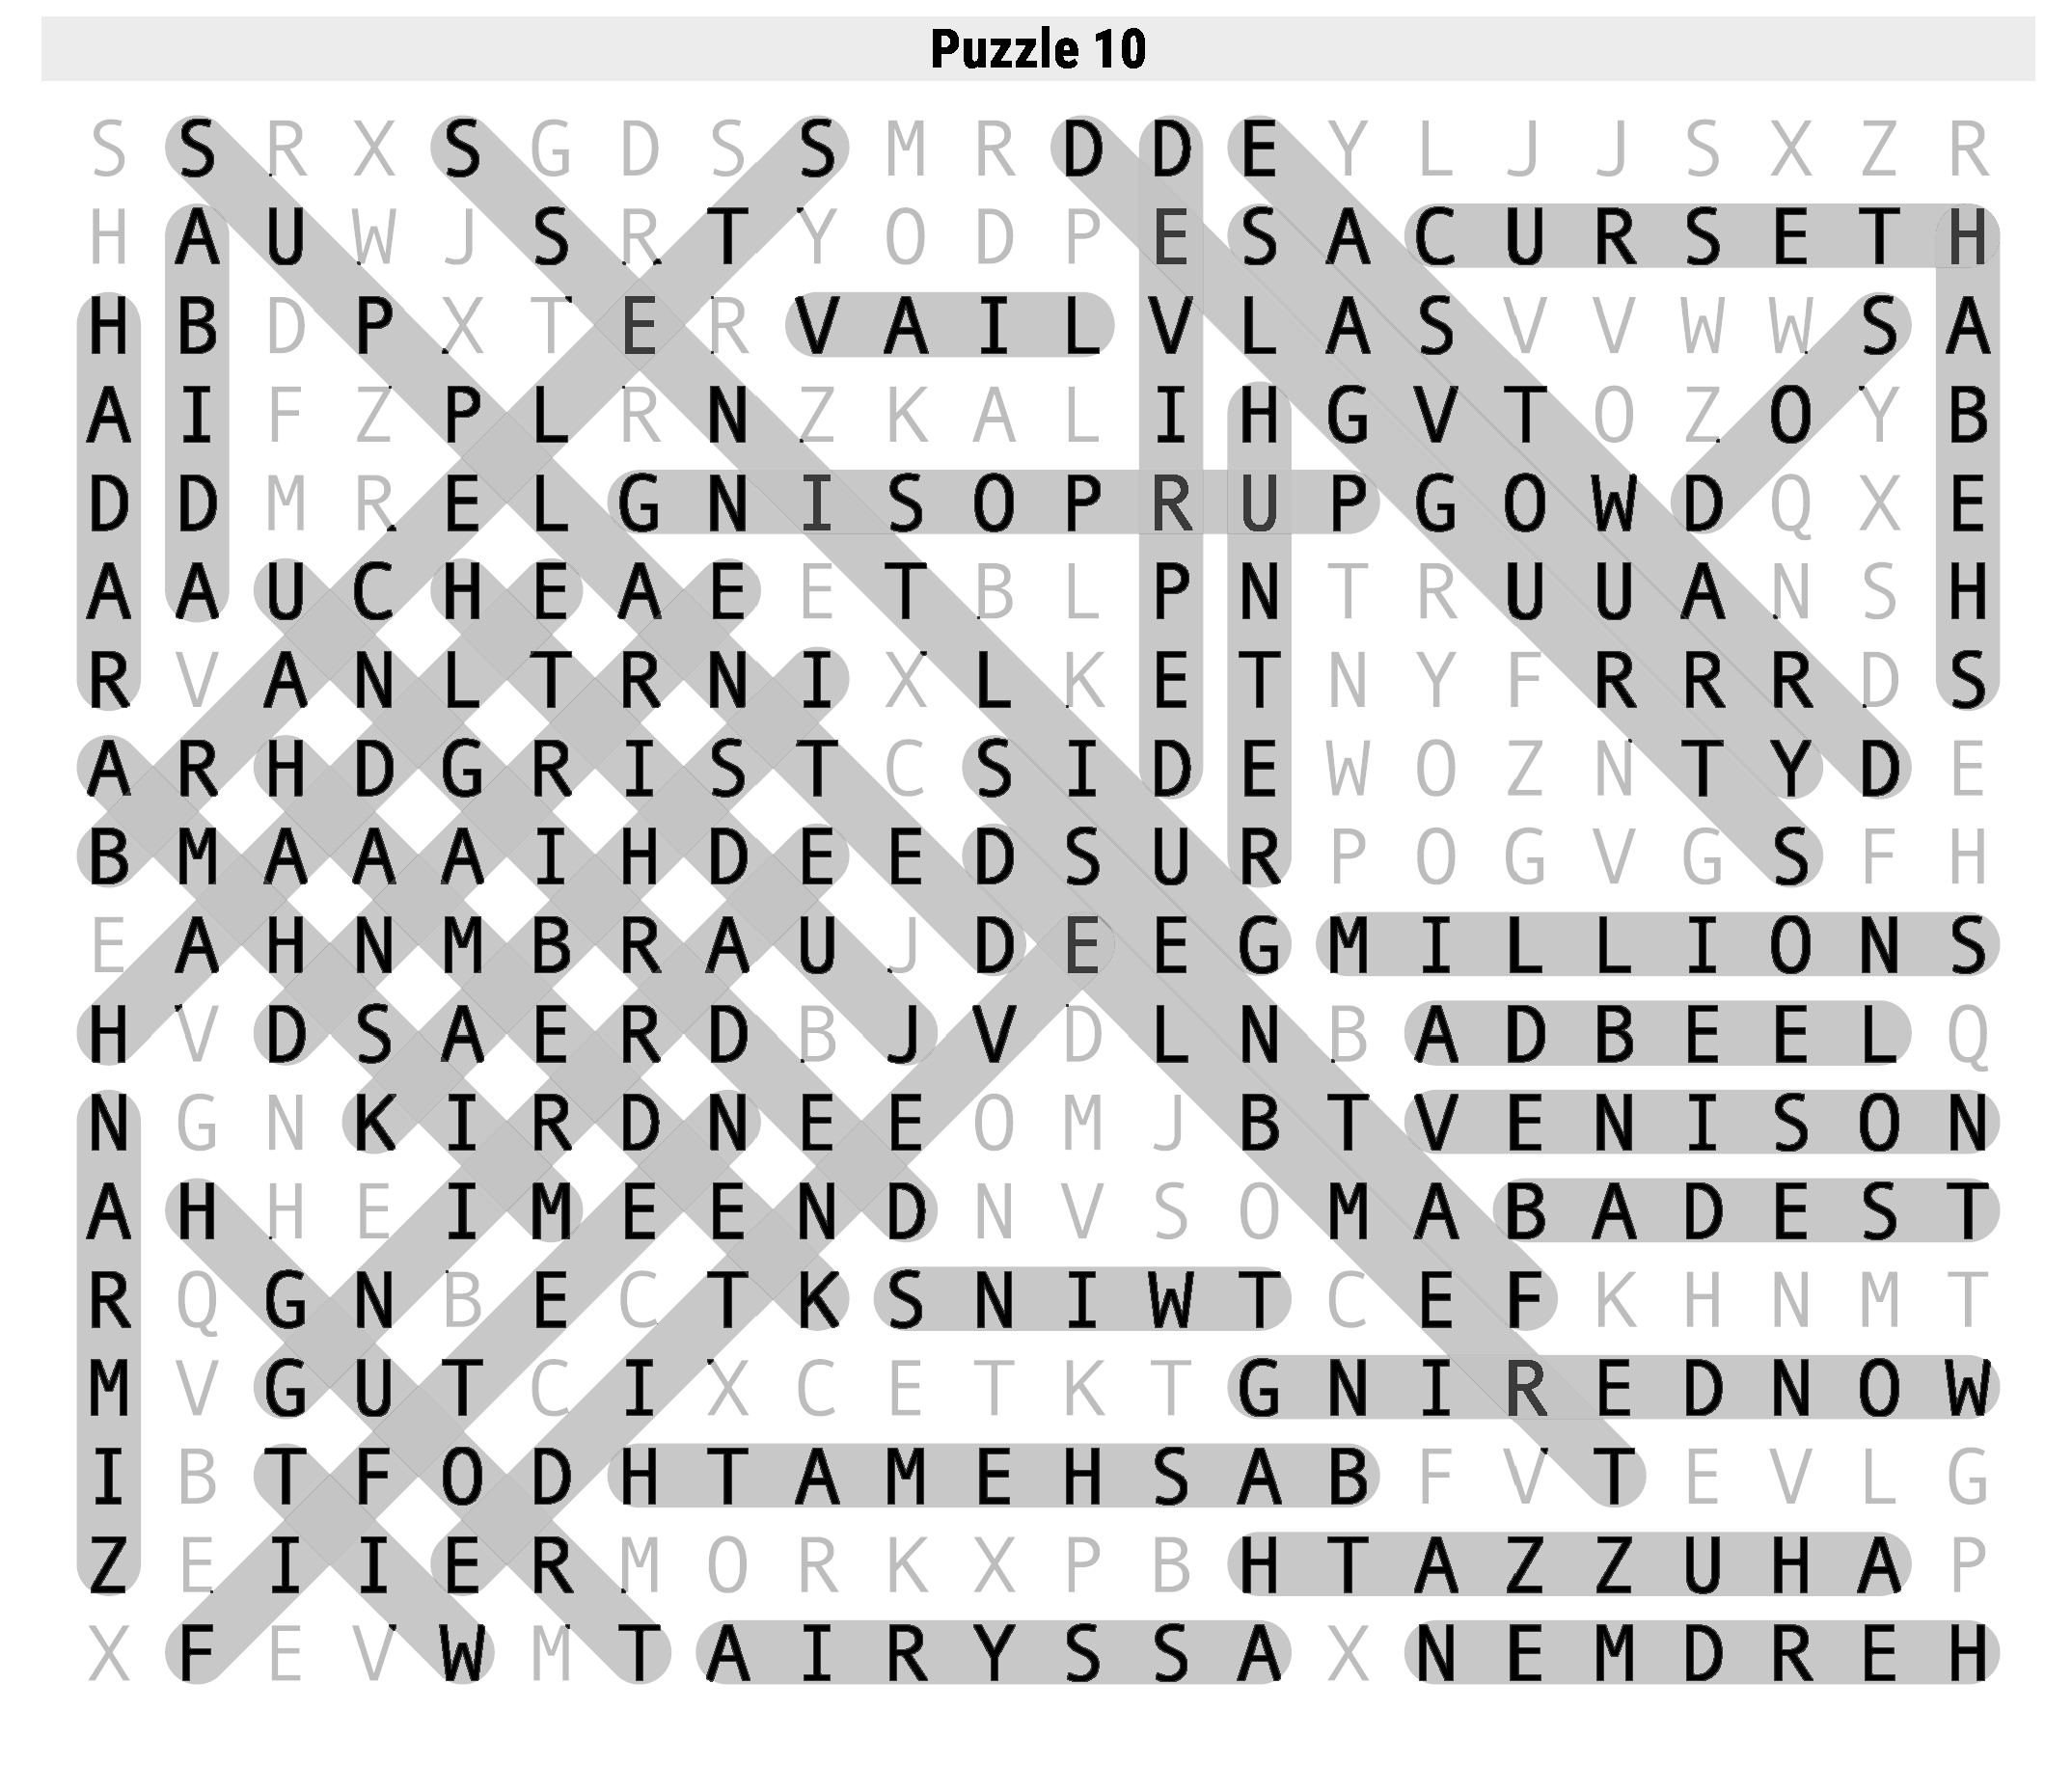 Puzzle 10
S S R X S G D S S M R D D E Y L J J S X Z R
H A U W J S R T Y O D P E S A C U R S E T H
H B D P X T E R V A I L V L A S V V W W S A
A I F Z P L R N Z K A L I H G V T O Z O Y B
D D M R E L G N I S O P R U P G O W D Q X E
A A U C H E A E E T B L P N T R U U A N S H
R V A N L T R N I X L K E T N Y F R R R D S
A R H D G R I S T C S I D E W O Z N T Y D E
B M A A A I H D E E D S U R P O G V G S F H
E A H N M B R A U J D E E G M I L L I O N S
H V D S A E R D B J V D L N B A D B E E L Q
N G N K I R D N E E O M J B T V E N I S O N
A H H E I M E E N D N V S O M A B A D E S T
R Q G N B E C T K S N I W T C E F K H N M T
M V G U T C I X C E T K T G N I R E D N O W
I B T F O D H T A M E H S A B F V T E V L G
Z E I I E R M O R K X P B H T A Z Z U H A P
X F E V W M T A I R Y S S A X N E M D R E H